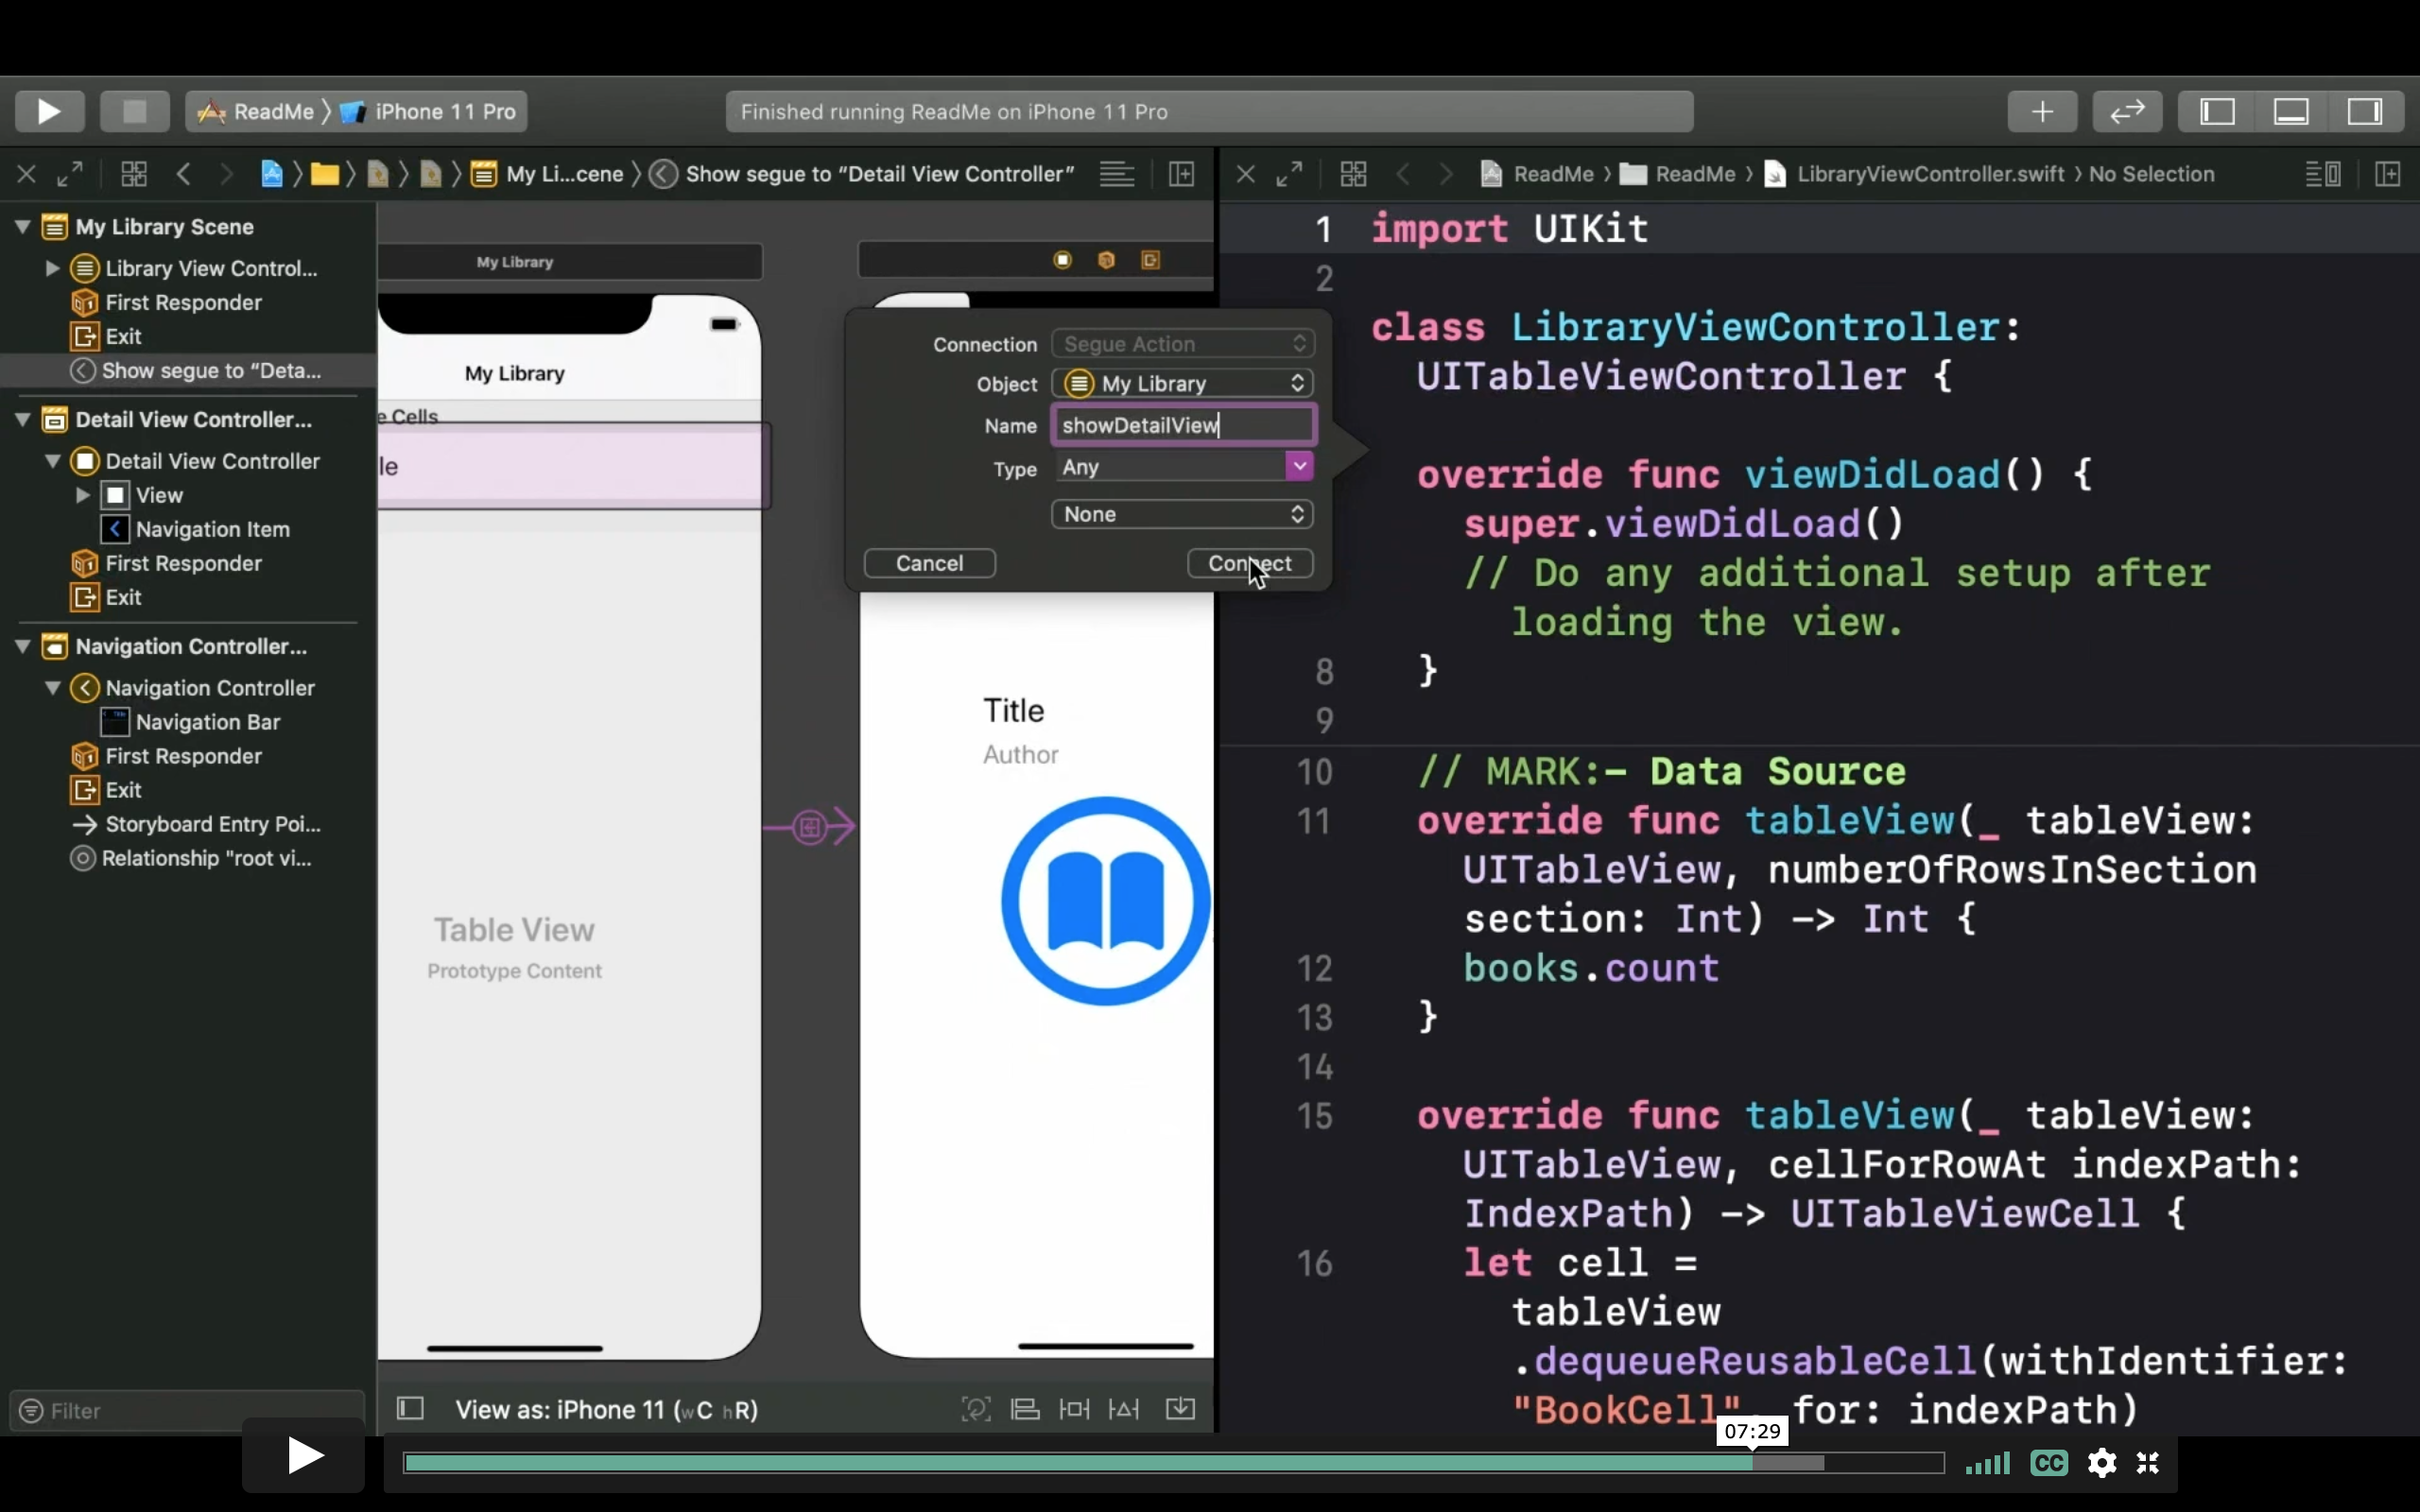 ReadMe
iPhone 11 Pro
Finished running ReadMe on iPhone 11 Pro
My Li...cene
Show segue to “Detail View Controller”
ReadMe
ReadMe
LibraryViewController.swift
No Selection
My Library Scene
Library View Control...
First Responder
Exit
Show segue to “Deta...
Detail View Controller...
Detail View Controller
View
Navigation Item
First Responder
Exit
Navigation Controller...
Navigation Controller
Navigation Bar
First Responder
Exit
Storyboard Entry Poi...
Relationship "root vi...
Filter
My Library
My Library
e Cells
le
Table View
Prototype Content
View as: iPhone 11 (wC hR)
Connection Segue Action
Object My Library
Name showDetailView
Type Any
None
Cancel Connect
Title
Author
1 import UIKit
2
class LibraryViewController:
UITableViewController {
override func viewDidLoad() {
super.viewDidLoad()
// Do any additional setup after
loading the view.
8 }
9
10 // MARK:- Data Source
11 override func tableView(_ tableView:
UITableView, numberOfRowsInSection
section: Int) -> Int {
12 books.count
13 }
14
15 override func tableView(_ tableView:
UITableView, cellForRowAt indexPath:
IndexPath) -> UITableViewCell {
16 let cell =
tableView
.dequeueReusableCell(withIdentifier:
"BookCell", for: indexPath)
07:29
CC